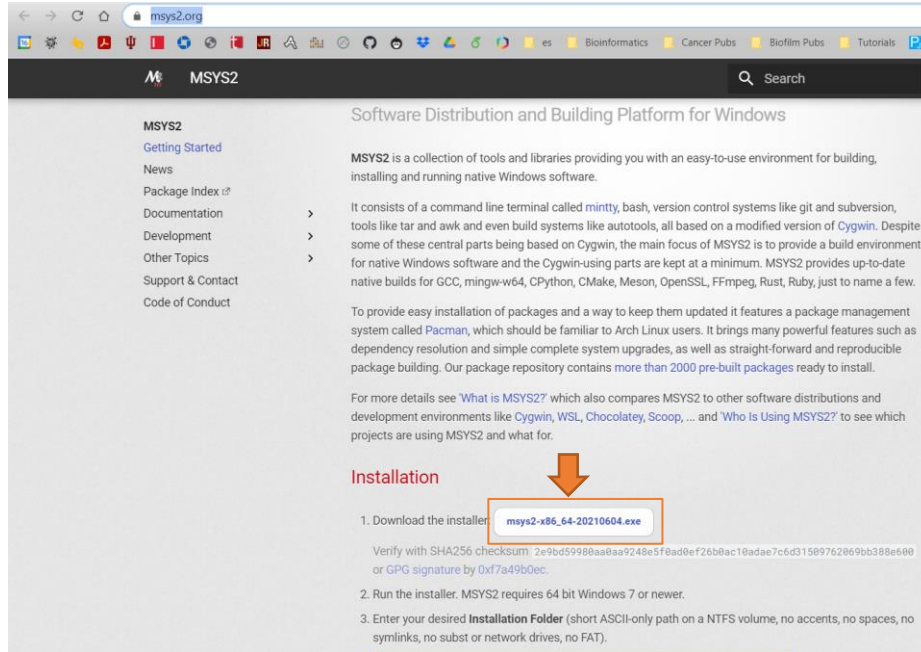 msys2.org
es
Bioinformatics
Cancer Pubs
Biofilm Pubs
Tutorials
MSYS2
Search
MSYS2
Getting Started
News
Package Index
Documentation
Development
Other Topics
Support & Contact
Code of Conduct
Software Distribution and Building Platform for Windows
MSYS2 is a collection of tools and libraries providing you with an easy-to-use environment for building,
installing and running native Windows software.
It consists of a command line terminal called mintty, bash, version control systems like git and subversion,
tools like tar and awk and even build systems like autotools, all based on a modified version of Cygwin. Despite
some of these central parts being based on Cygwin, the main focus of MSYS2 is to provide a build environment
for native Windows software and the Cygwin-using parts are kept at a minimum. MSYS2 provides up-to-date
native builds for GCC, mingw-w64, CPython, CMake, Meson, OpenSSL, FFmpeg, Rust, Ruby, just to name a few.
To provide easy installation of packages and a way to keep them updated it features a package management
system called Pacman, which should be familiar to Arch Linux users. It brings many powerful features such as
dependency resolution and simple complete system upgrades, as well as straight-forward and reproducible
package building. Our package repository contains more than 2000 pre-built packages ready to install.
For more details see 'What is MSYS2?' which also compares MSYS2 to other software distributions and
development environments like Cygwin, WSL, Chocolatey, Scoop, ... and 'Who Is Using MSYS2?' to see which
projects are using MSYS2 and what for.
Installation
1. Download the installer: msys2-x86_64-20210604.exe
Verify with SHA256 checksum 2e9bd59980aa0aa9248e5f0ad0ef26b0ac10adae7c6d31509762069bb388e600
or GPG signature by 0xf7a49b0ec.
2. Run the installer. MSYS2 requires 64 bit Windows 7 or newer.
3. Enter your desired Installation Folder (short ASCII-only path on a NTFS volume, no accents, no spaces, no
symlinks, no subst or network drives, no FAT).